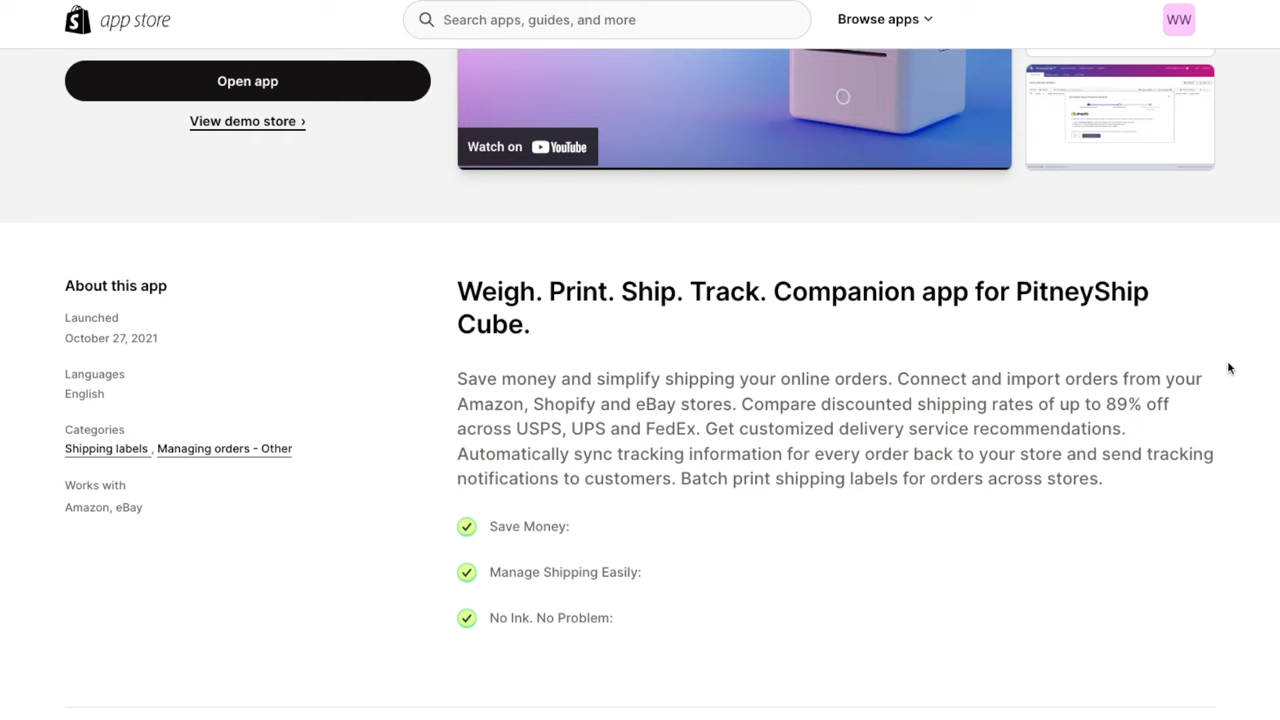 app store
Search apps, guides, and more
Browse apps
WW
Open app
View demo store ›
Watch on YouTube
shopify
About this app
Launched
October 27, 2021
Languages
English
Categories
Shipping labels , Managing orders - Other
Works with
Amazon, eBay
Weigh. Print. Ship. Track. Companion app for PitneyShip
Cube.
Save money and simplify shipping your online orders. Connect and import orders from your
Amazon, Shopify and eBay stores. Compare discounted shipping rates of up to 89% off
across USPS, UPS and FedEx. Get customized delivery service recommendations.
Automatically sync tracking information for every order back to your store and send tracking
notifications to customers. Batch print shipping labels for orders across stores.
Save Money:
Manage Shipping Easily:
No Ink. No Problem: